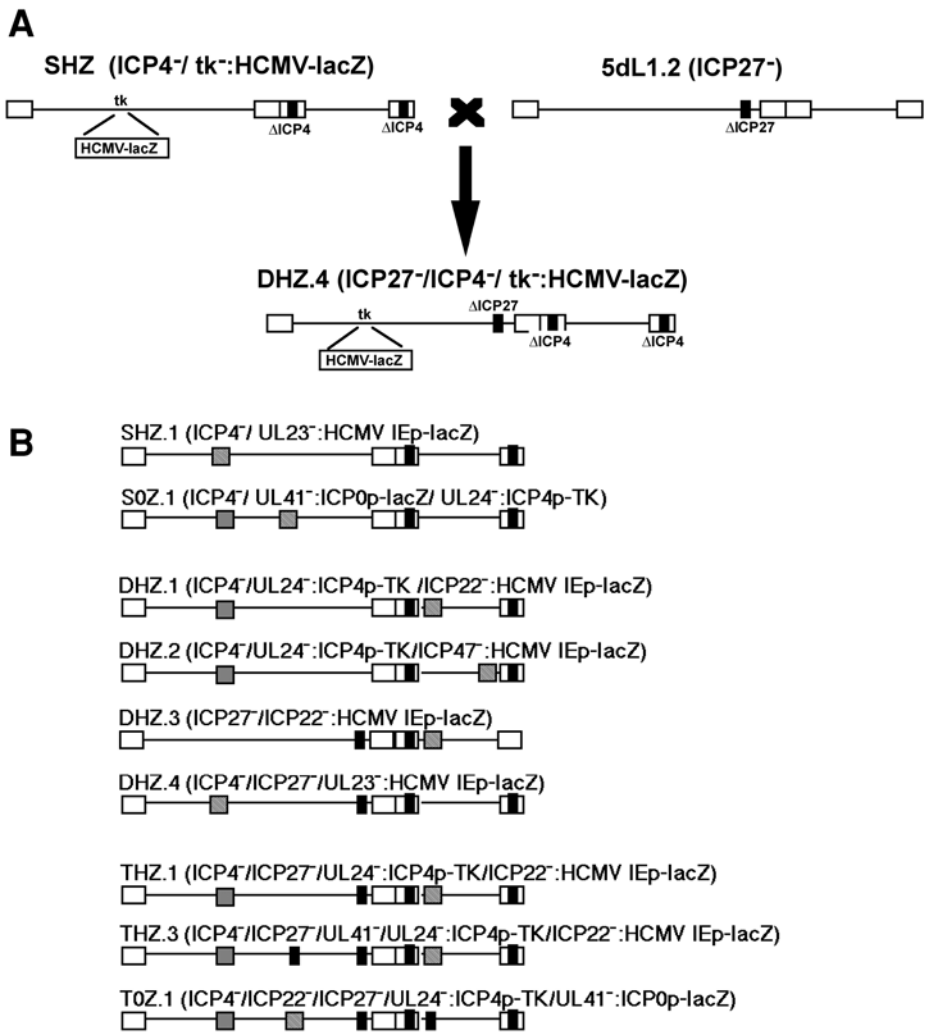 A
SHZ (ICP4⁻/ tk⁻:HCMV-lacZ)
5dL1.2 (ICP27⁻)
tk
ΔICP4
ΔICP4
HCMV-lacZ
ΔICP27
DHZ.4 (ICP27⁻/ICP4⁻/ tk⁻:HCMV-lacZ)
tk
ΔICP27
ΔICP4
ΔICP4
HCMV-lacZ
B
SHZ.1 (ICP4⁻/ UL23⁻:HCMV IEp-lacZ)
S0Z.1 (ICP4⁻/ UL41⁻:ICP0p-lacZ/ UL24⁻:ICP4p-TK)
DHZ.1 (ICP4⁻/UL24⁻:ICP4p-TK /ICP22⁻:HCMV IEp-lacZ)
DHZ.2 (ICP4⁻/UL24⁻:ICP4p-TK/ICP47⁻:HCMV IEp-lacZ)
DHZ.3 (ICP27⁻/ICP22⁻:HCMV IEp-lacZ)
DHZ.4 (ICP4⁻/ICP27⁻/UL23⁻:HCMV IEp-lacZ)
THZ.1 (ICP4⁻/ICP27⁻/UL24⁻:ICP4p-TK/ICP22⁻:HCMV IEp-lacZ)
THZ.3 (ICP4⁻/ICP27⁻/UL41⁻/UL24⁻:ICP4p-TK/ICP22⁻:HCMV IEp-lacZ)
T0Z.1 (ICP4⁻/ICP22⁻/ICP27⁻/UL24⁻:ICP4p-TK/UL41⁻:ICP0p-lacZ)